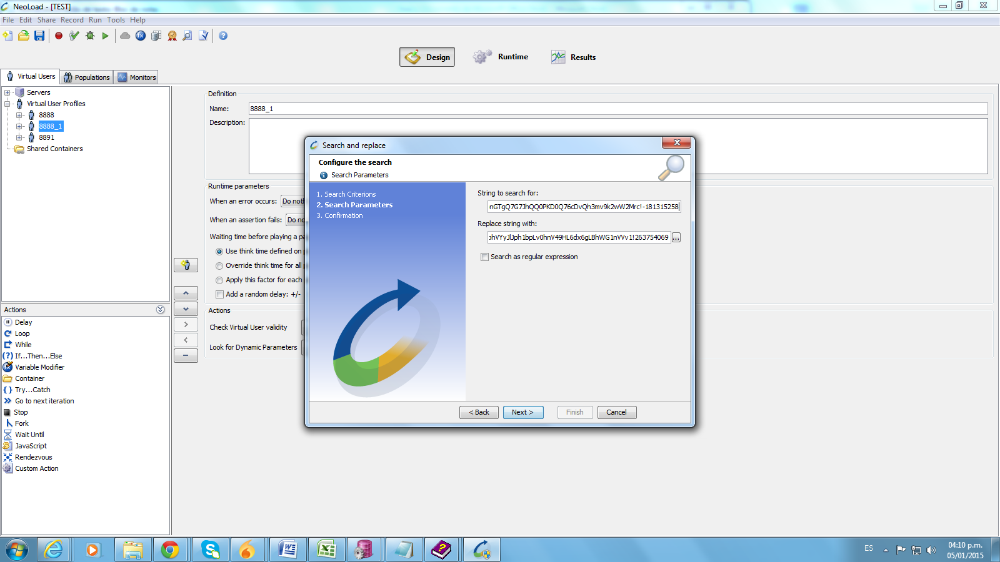 NeoLoad - [TEST]
File Edit Share Record Run Tools Help
Design Runtime Results
Virtual Users Populations Monitors
Servers
Virtual User Profiles
8888
8888_1
8891
Shared Containers
Definition
Name: 8888_1
Description:
Runtime parameters
When an error occurs: Do noth
When an assertion fails: Do no
Waiting time before playing a pa
Use think time defined on p
Override think time for all p
Apply this factor for each
Add a random delay: +/-
Actions
Check Virtual User validity
Look for Dynamic Parameters
Search and replace
Configure the search
Search Parameters
1. Search Criterions
2. Search Parameters
3. Confirmation
String to search for:
nGTgQ7G7JhQQ0PKD0Q76cDvQh3mv9k2wW2Mrc!-181315258
Replace string with:
hVYyJlJph1bpLv0hnV49HL6dx6gLBhWG1nVVv1!263754069 ...
Search as regular expression
< Back Next > Finish Cancel
Actions
Delay
Loop
While
If...Then...Else
Variable Modifier
Container
Try...Catch
Go to next iteration
Stop
Fork
Wait Until
JavaScript
Rendezvous
Custom Action
ES
04:10 p.m.
05/01/2015